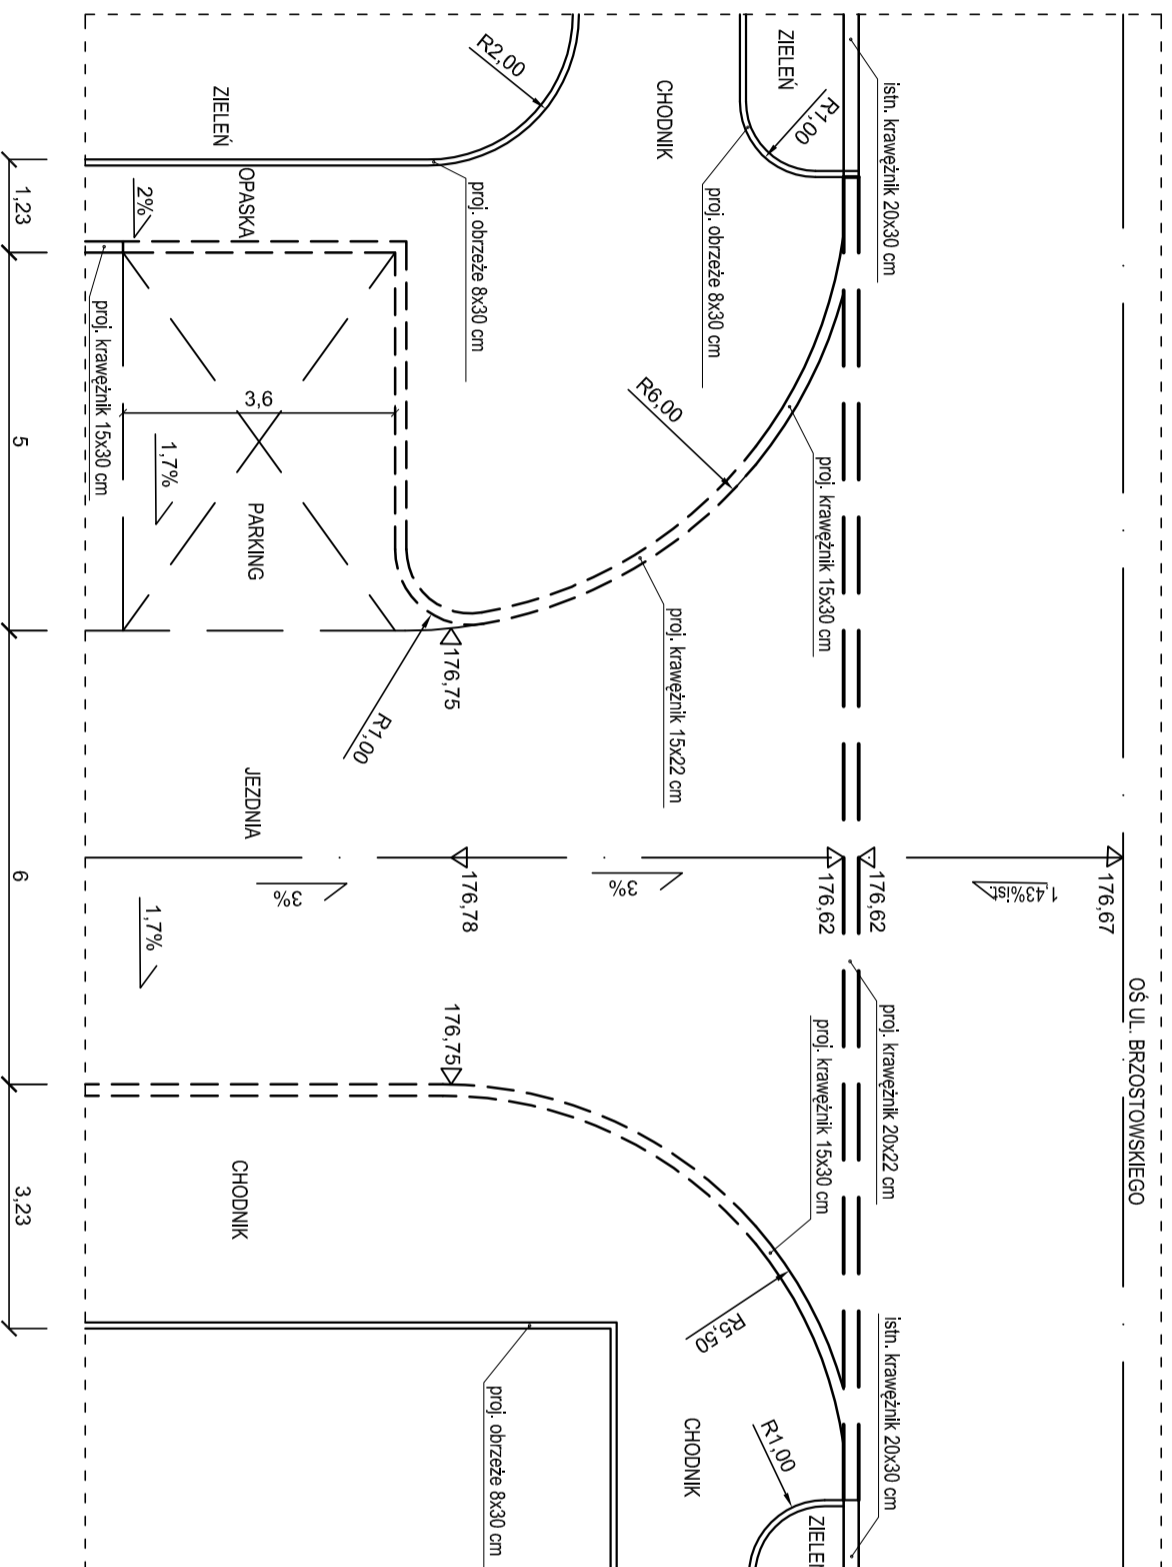 OŚ UL. BRZOSTOWSKIEGO
istn. krawężnik 20x30 cm
proj. krawężnik 20x22 cm
istn. krawężnik 20x30 cm
176,67
1,43%ist.
176,62
176,62
ZIELEŃ
R1,00
proj. obrzeże 8x30 cm
proj. krawężnik 15x30 cm
proj. krawężnik 15x30 cm
ZIELEŃ
R1,00
CHODNIK
R6,00
proj. krawężnik 15x22 cm
3%
R5,50
CHODNIK
R2,00
proj. obrzeże 8x30 cm
176,75
176,78
176,75
proj. obrzeże 8x30 cm
R1,00
ZIELEŃ
OPASKA
3,6
PARKING
JEZDNIA
3%
CHODNIK
2%
1,7%
1,7%
proj. krawężnik 15x30 cm
1,23
5
6
3,23